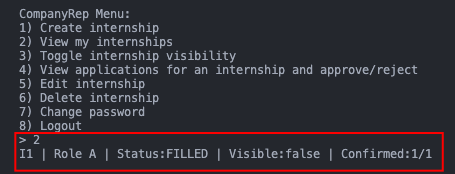 CompanyRep Menu:
1) Create internship
2) View my internships
3) Toggle internship visibility
4) View applications for an internship and approve/reject
5) Edit internship
6) Delete internship
7) Change password
8) Logout
> 2
I1 | Role A | Status:FILLED | Visible:false | Confirmed:1/1